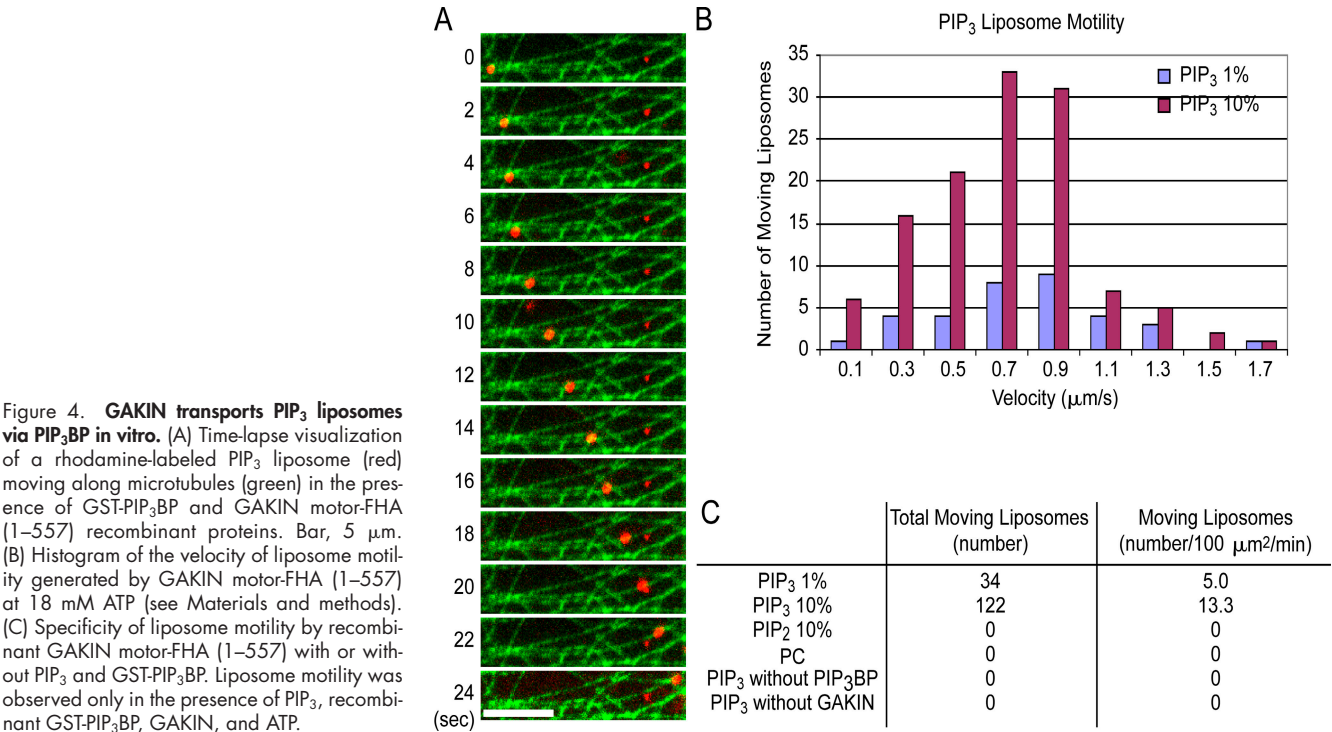 Figure 4. GAKIN transports PIP₃ liposomes
via PIP₃BP in vitro. (A) Time-lapse visualization
of a rhodamine-labeled PIP₃ liposome (red)
moving along microtubules (green) in the pres-
ence of GST-PIP₃BP and GAKIN motor-FHA
(1–557) recombinant proteins. Bar, 5 μm.
(B) Histogram of the velocity of liposome motil-
ity generated by GAKIN motor-FHA (1–557)
at 18 mM ATP (see Materials and methods).
(C) Specificity of liposome motility by recombi-
nant GAKIN motor-FHA (1–557) with or with-
out PIP₃ and GST-PIP₃BP. Liposome motility was
observed only in the presence of PIP₃, recombi-
nant GST-PIP₃BP, GAKIN, and ATP.
A
0
2
4
6
8
10
12
14
16
18
20
22
24
(sec)
B
PIP₃ Liposome Motility
Number of Moving Liposomes
35
30
25
20
15
10
5
0
PIP₃ 1%
PIP₃ 10%
0.1 0.3 0.5 0.7 0.9 1.1 1.3 1.5 1.7
Velocity (μm/s)
C
Total Moving Liposomes (number)
Moving Liposomes (number/100 μm²/min)
PIP₃ 1% 34 5.0
PIP₃ 10% 122 13.3
PIP₂ 10% 0 0
PC 0 0
PIP₃ without PIP₃BP 0 0
PIP₃ without GAKIN 0 0